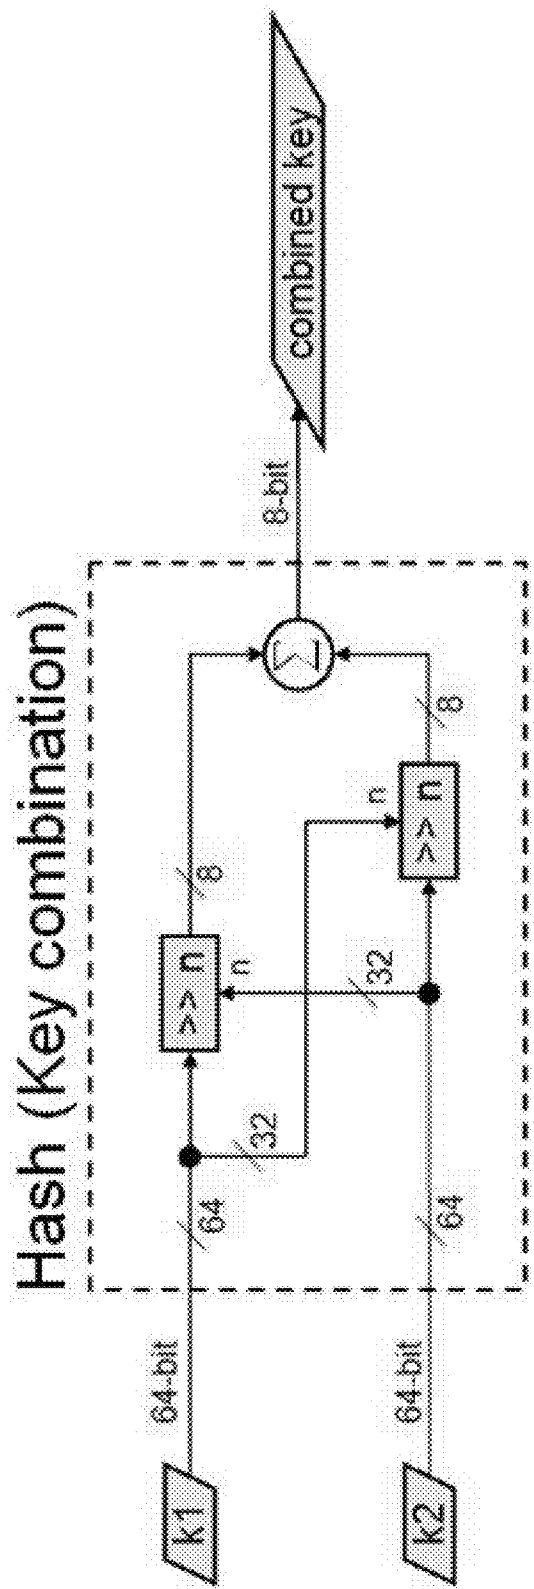 Hash (Key combination)
k1
64-bit
64
32
>> n
n
8
k2
64-bit
64
32
>> n
n
8
Σ
8-bit
combined key